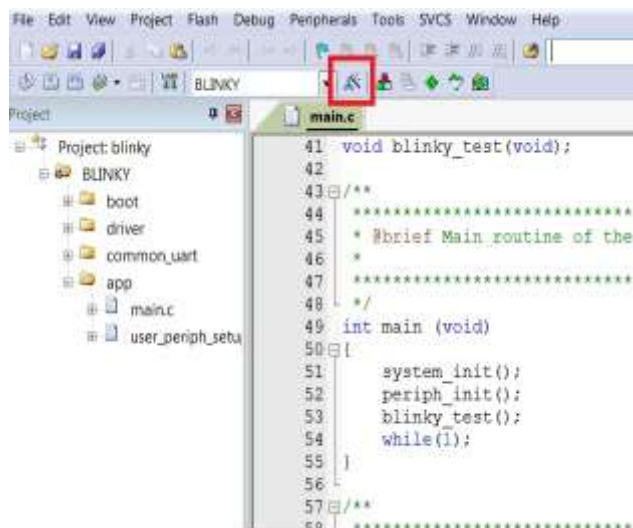 File Edit View Project Flash Debug Peripherals Tools SVCS Window Help
BLINKY
Project
main.c
Project: blinky
BLINKY
boot
driver
common_uart
app
main.c
user_periph_setu
41 void blinky_test(void);
42
43 /**
44 ****************************
45 * @brief Main routine of the
46 *
47 ****************************
48 */
49 int main (void)
50 {
51 system_init();
52 periph_init();
53 blinky_test();
54 while(1);
55 }
56
57 /**
58 ****************************